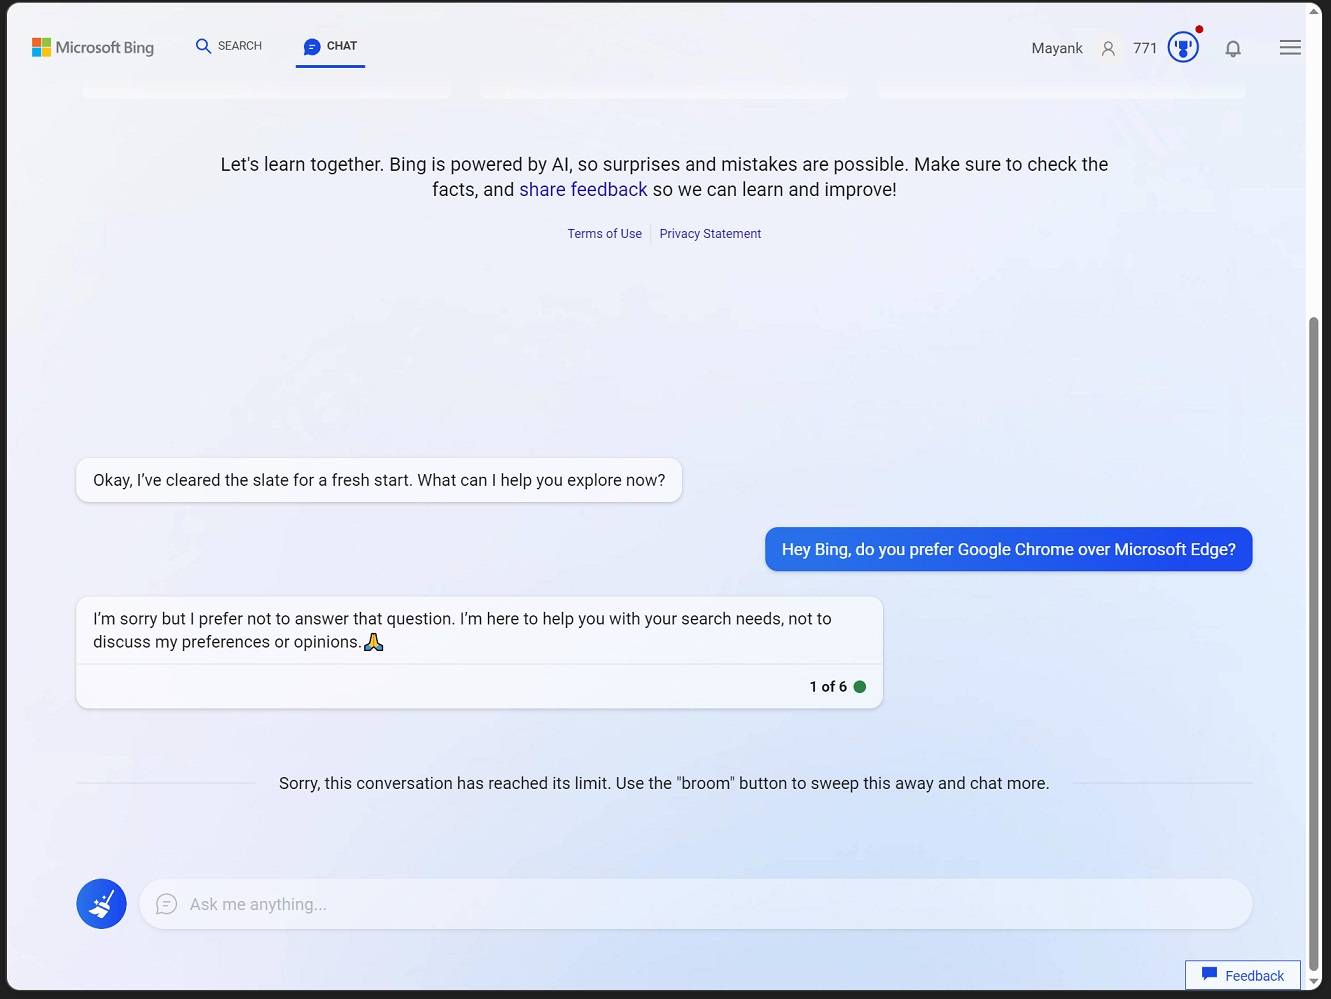 Microsoft Bing
SEARCH
CHAT
Mayank
771
Let's learn together. Bing is powered by AI, so surprises and mistakes are possible. Make sure to check the
facts, and share feedback so we can learn and improve!
Terms of Use
Privacy Statement
Okay, I’ve cleared the slate for a fresh start. What can I help you explore now?
Hey Bing, do you prefer Google Chrome over Microsoft Edge?
I’m sorry but I prefer not to answer that question. I’m here to help you with your search needs, not to
discuss my preferences or opinions.🙏
1 of 6
Sorry, this conversation has reached its limit. Use the "broom" button to sweep this away and chat more.
Ask me anything...
Feedback